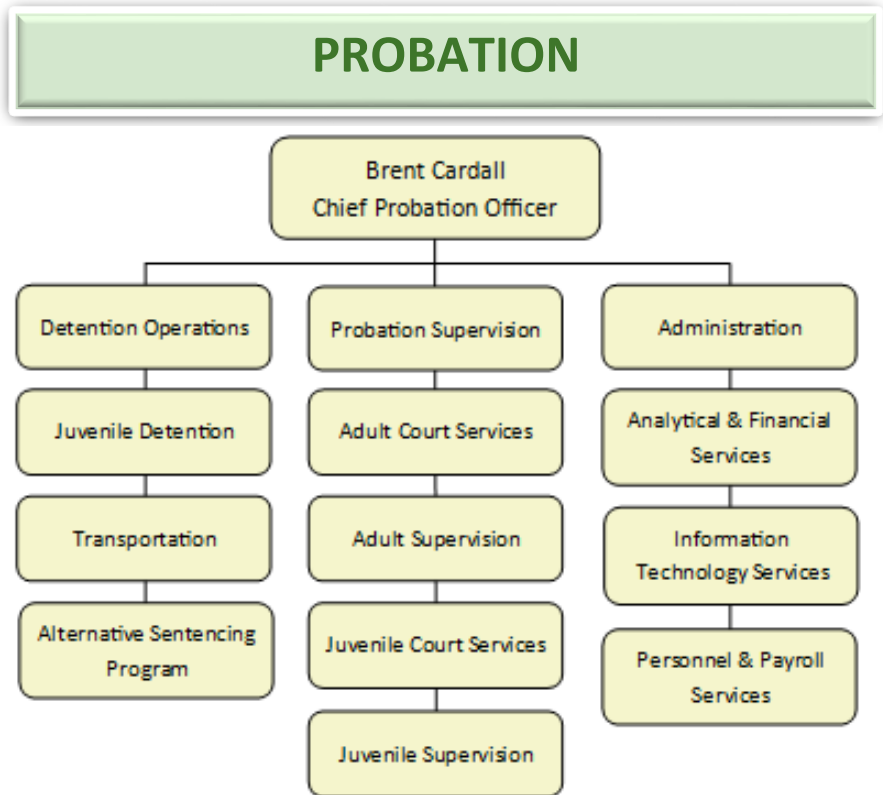 PROBATION
Brent Cardall
Chief Probation Officer
Detention Operations
Juvenile Detention
Transportation
Alternative Sentencing
Program
Probation Supervision
Adult Court Services
Adult Supervision
Juvenile Court Services
Juvenile Supervision
Administration
Analytical & Financial
Services
Information
Technology Services
Personnel & Payroll
Services